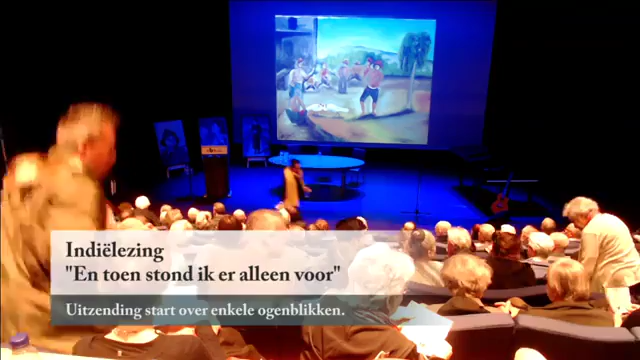 Indiëlezing
"En toen stond ik er alleen voor"
Uitzending start over enkele ogenblikken.